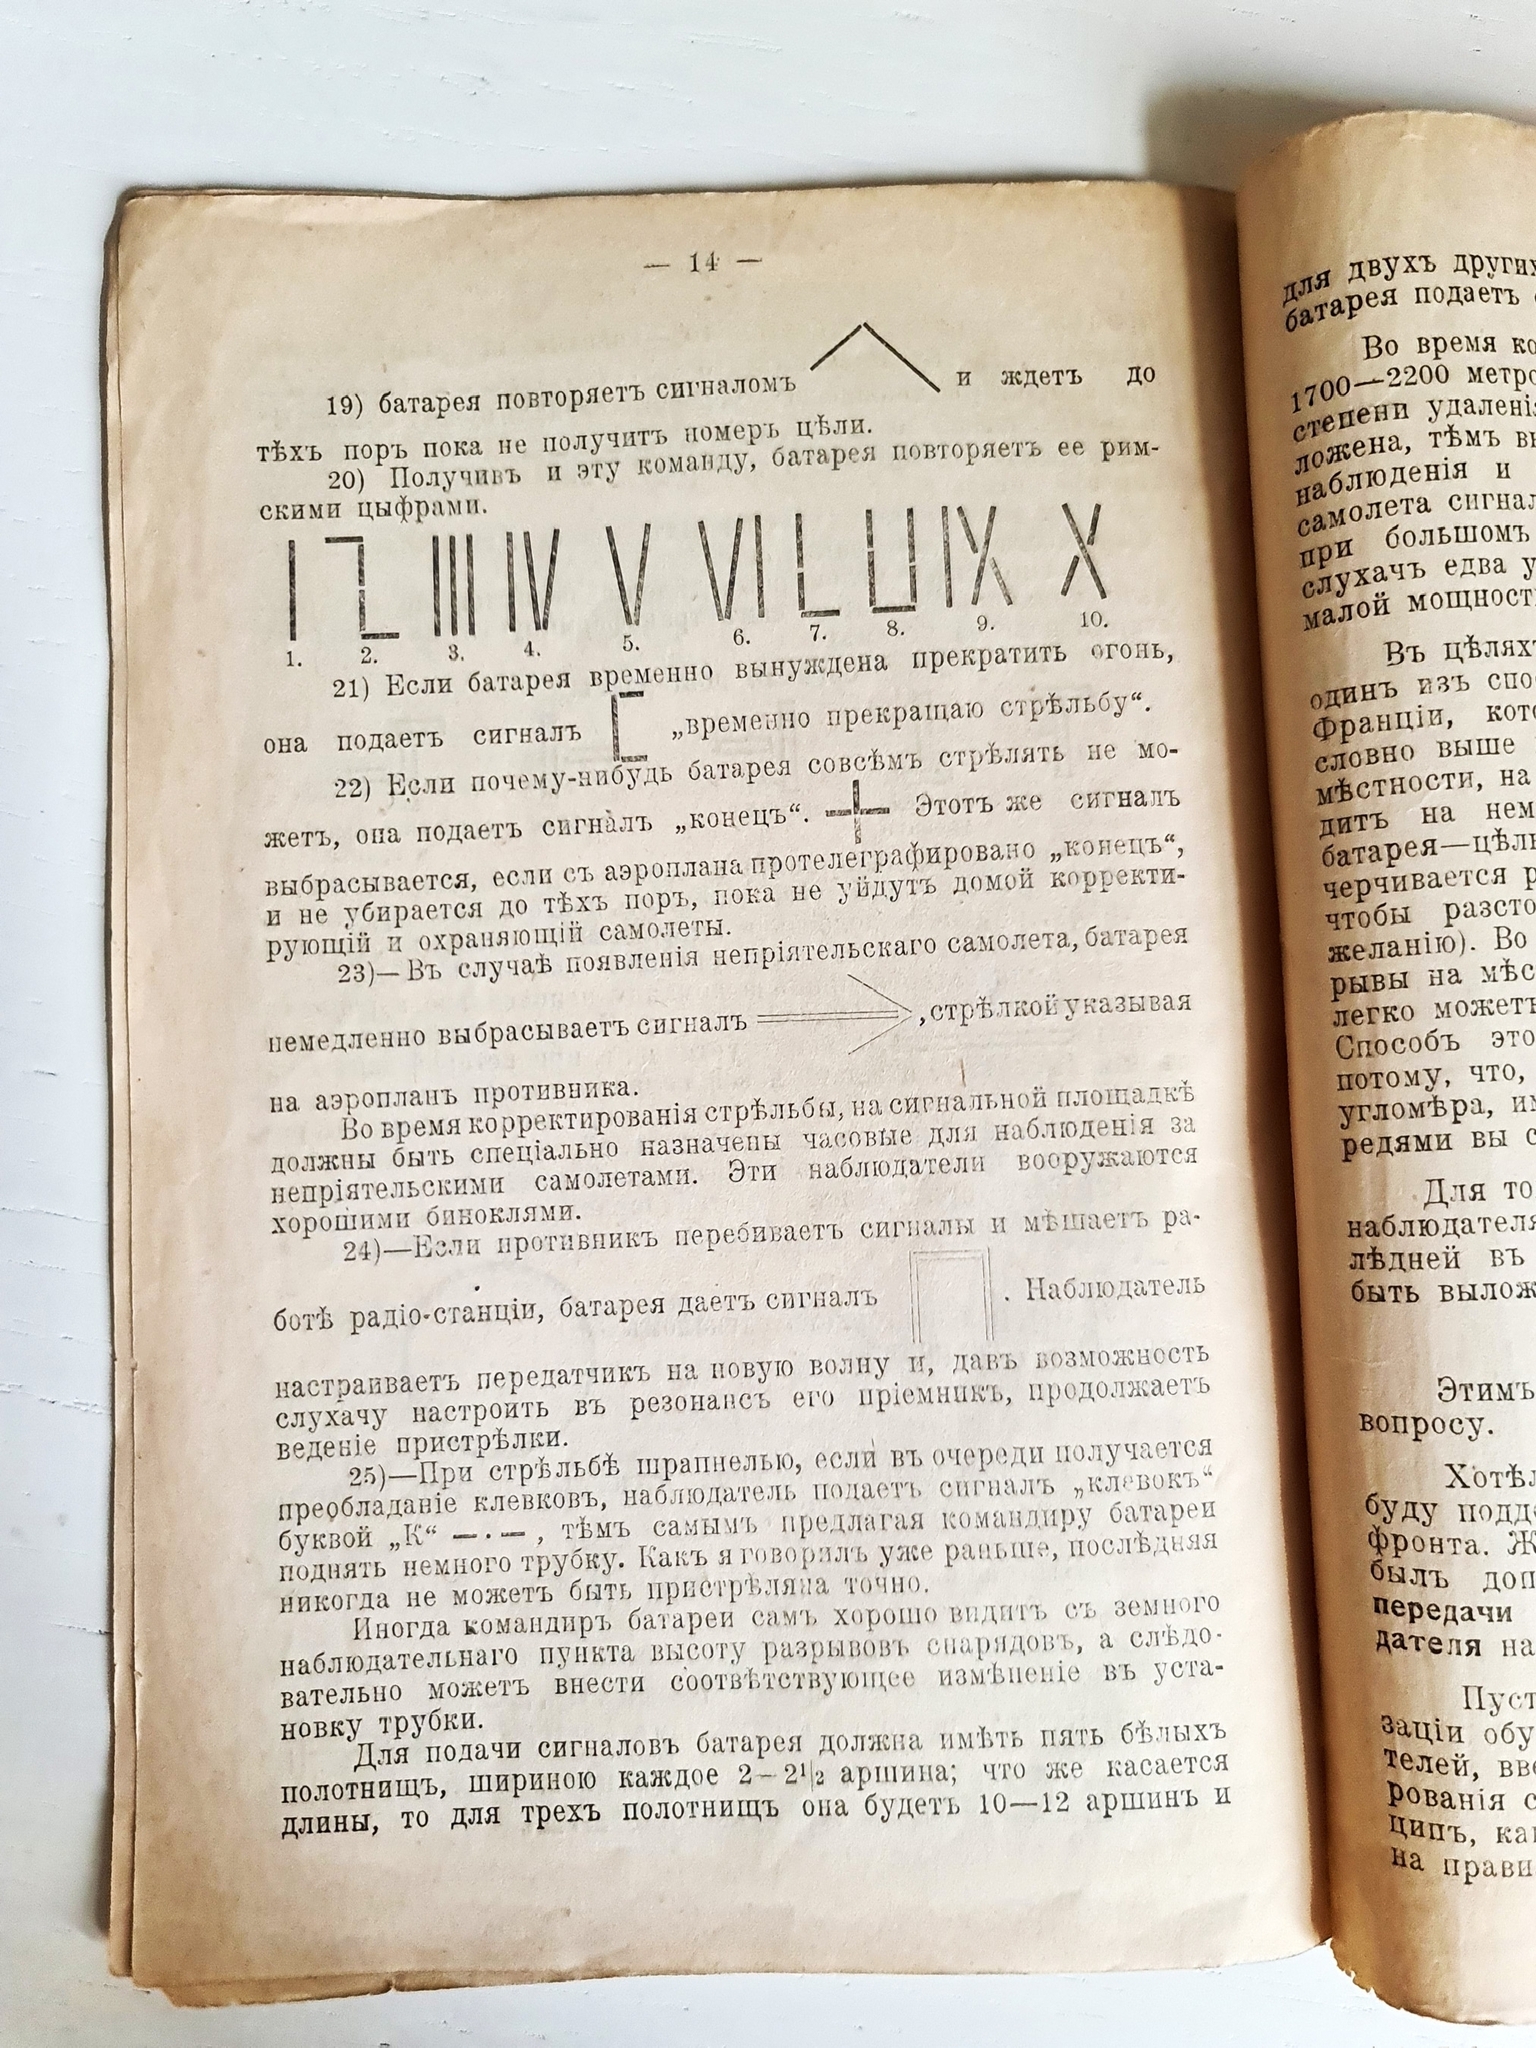 — 14 —
19) батарея повторяетъ сигналомъ и ждетъ до
тѣхъ поръ пока не получитъ номеръ цѣли.
20) Получивъ и эту команду, батарея повторяетъ ее рим-
скими цыфрами.
1. 2. 3. 4. 5. 6. 7. 8. 9. 10.
21) Если батарея временно вынуждена прекратить огонь,
она подаетъ сигналъ „временно прекращаю стрѣльбу“.
22) Если почему-нибудь батарея совсѣмъ стрѣлять не мо-
жетъ, она подаетъ сигналъ „конецъ“. Этотъ же сигналъ
выбрасывается, если съ аэроплана протелеграфировано „конецъ“,
и не убирается до тѣхъ поръ, пока не уйдутъ домой корректи-
рующій и охраняющій самолеты.
23)—Въ случаѣ появленія непріятельскаго самолета, батарея
немедленно выбрасываетъ сигналъ , стрѣлкой указывая
на аэропланъ противника.
Во время корректированія стрѣльбы, на сигнальной площадкѣ
должны быть спеціально назначены часовые для наблюденія за
непріятельскими самолетами. Эти наблюдатели вооружаются
хорошими биноклями.
24)—Если противникъ перебиваетъ сигналы и мѣшаетъ ра-
ботѣ радіо-станціи, батарея даетъ сигналъ . Наблюдатель
настраиваетъ передатчикъ на новую волну и, давъ возможность
слухачу настроить въ резонансъ его пріемникъ, продолжаетъ
веденіе пристрѣлки.
25)—При стрѣльбѣ шрапнелью, если въ очереди получается
преобладаніе клевковъ, наблюдатель подаетъ сигналъ „клевокъ“
буквой „К“ — · — , тѣмъ самымъ предлагая командиру батареи
поднять немного трубку. Какъ я говорилъ уже раньше, послѣдняя
никогда не можетъ быть пристрѣляна точно.
Иногда командиръ батареи самъ хорошо видитъ съ земного
наблюдательнаго пункта высоту разрывовъ снарядовъ, а слѣдо-
вательно можетъ внести соотвѣтствующее измѣненіе въ уста-
новку трубки.
Для подачи сигналовъ батарея должна имѣть пять бѣлыхъ
полотнищъ, шириною каждое 2—2½ аршина; что же касается
длины, то для трехъ полотнищъ она будетъ 10—12 аршинъ и
для двухъ других
батарея подаетъ
Во время
1700—2200
степени
тѣмъ
наблюденія и
самолета
при большомъ
слухачъ едва
малой
Въ
одинъ изъ
Франціи,
словно выше
мѣстности, на
дитъ на
батарея—
черчивается
чтобы
желанію). Во
рывы на
легко
Способъ
потому, что,
угломѣра,
редями вы
Для
наблюдателя
лѣдней въ
быть
Этимъ
вопросу.
буду
фронта.
былъ
передачи
дателя на
заціи
телей,
рованія
ципъ,
на